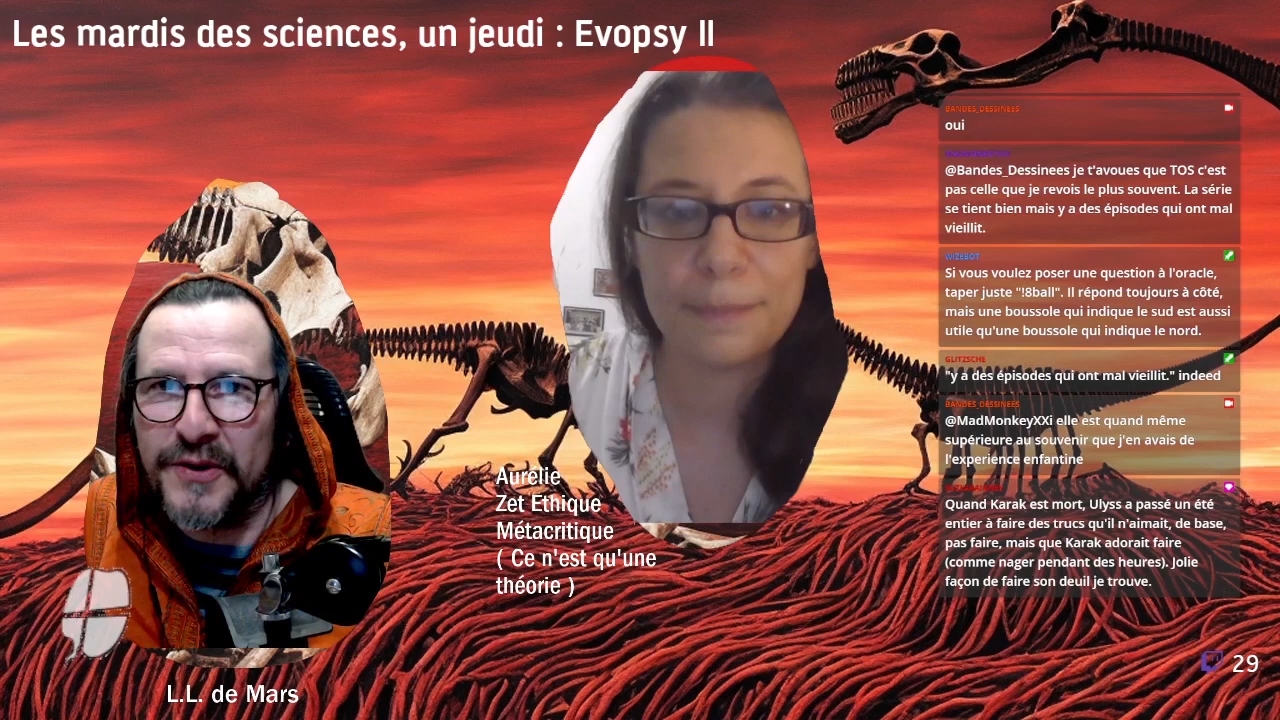 Les mardis des sciences, un jeudi : Evopsy II
BANDES_DESSINEES
oui
@Bandes_Dessinees je t'avoues que TOS c'est
pas celle que je revois le plus souvent. La série
se tient bien mais y a des épisodes qui ont mal
vieillit.
WIZEBOT
Si vous voulez poser une question à l'oracle,
taper juste "!8ball". Il répond toujours à côté,
mais une boussole qui indique le sud est aussi
utile qu'une boussole qui indique le nord.
GLITZSCHE
"y a des épisodes qui ont mal vieillit." indeed
BANDES_DESSINEES
@MadMonkeyXXi elle est quand même
supérieure au souvenir que j'en avais de
l'experience enfantine
Quand Karak est mort, Ulyss a passé un été
entier à faire des trucs qu'il n'aimait, de base,
pas faire, mais que Karak adorait faire
(comme nager pendant des heures). Jolie
façon de faire son deuil je trouve.
Aurélie
Zet Ethique
Métacritique
( Ce n'est qu'une
théorie )
29
L.L. de Mars